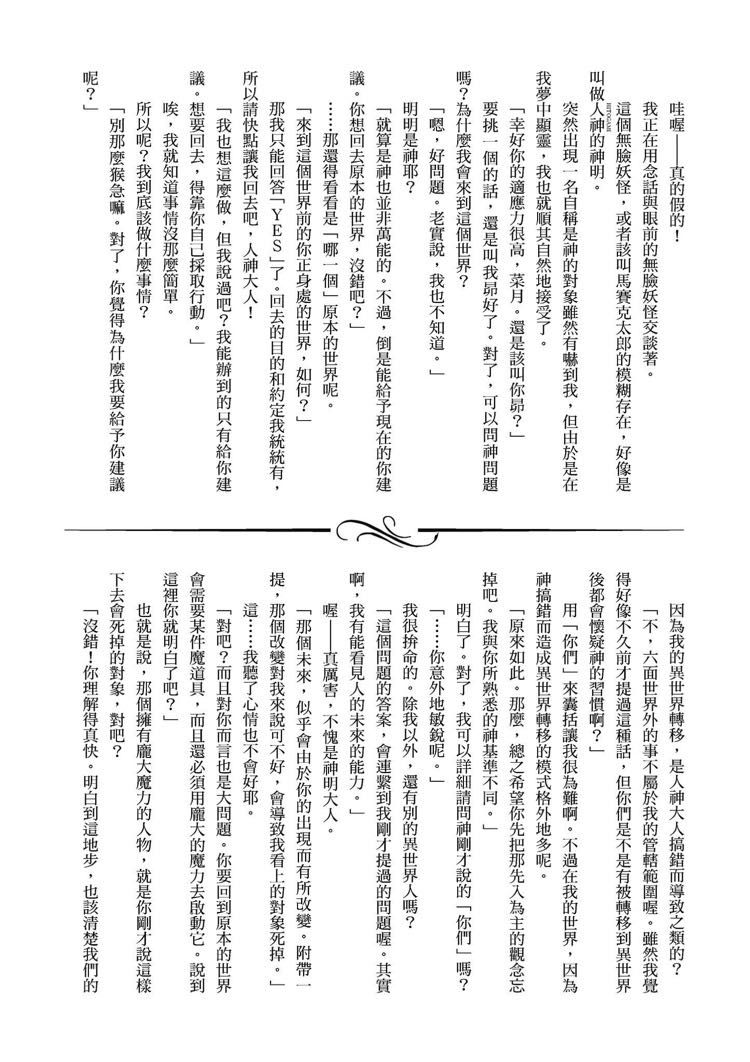 哇喔——真的假的！
我正在用念話與眼前的無臉妖怪交談著。
這個無臉妖怪，或者該叫馬賽克太郎的模糊存在，好像是
叫做人神的神明。
HITOGAMI
突然出現一名自稱是神的對象雖然有嚇到我，但由於是在
我夢中顯靈，我也就順其自然地接受了。
「幸好你的適應力很高，菜月。還是該叫你昴？」
要挑一個的話，還是叫我昴好了。對了，可以問神問題
嗎？為什麼我會來到這個世界？
「嗯，好問題。老實說，我也不知道。」
明明是神耶？
「就算是神也並非萬能的。不過，倒是能給予現在的你建
議。你想回去原本的世界，沒錯吧？」
……那還得看看是「哪一個」原本的世界呢。
「來到這個世界前的你正身處的世界，如何？」
那我只能回答「ＹＥＳ」了。回去的目的和約定我統統有，
所以請快點讓我回去吧，人神大人！
「我也想這麼做，但我說過吧？我能辦到的只有給你建
議。想要回去，得靠你自己採取行動。」
唉，我就知道事情沒那麼簡單。
所以呢？我到底該做什麼事情？
「別那麼猴急嘛。對了，你覺得為什麼我要給予你建議
呢？」
因為我的異世界轉移，是人神大人搞錯而導致之類的？
「不，六面世界外的事不屬於我的管轄範圍喔。雖然我覺
得好像不久前才提過這種話，但你們是不是有被轉移到異世界
後都會懷疑神的習慣啊？」
用「你們」來囊括讓我很為難啊。不過在我的世界，因為
神搞錯而造成異世界轉移的模式格外地多呢。
「原來如此。那麼，總之希望你先把那先入為主的觀念忘
掉吧。我與你所熟悉的神基準不同。」
明白了。對了，我可以詳細請問神剛才說的「你們」嗎？
「……你意外地敏銳呢。」
我很拚命的。除我以外，還有別的異世界人嗎？
「這個問題的答案，會連繫到我剛才提過的問題喔。其實
啊，我有能看見人的未來的能力。」
喔——真厲害，不愧是神明大人。
「那個未來，似乎會由於你的出現而有所改變。附帶一
提，那個改變對我來說可不好，會導致我看上的對象死掉。」
這……我聽了心情也不會好耶。
「對吧？而且對你而言也是大問題。你要回到原本的世界
會需要某件魔道具，而且還必須用龐大的魔力去啟動它。說到
這裡你就明白了吧？」
也就是說，那個擁有龐大魔力的人物，就是你剛才說這樣
下去會死掉的對象，對吧？
「沒錯！你理解得真快。明白到這地步，也該清楚我們的